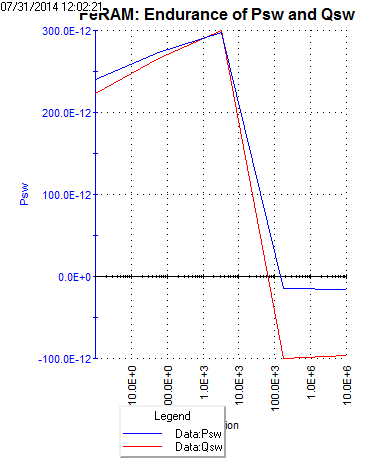 07/31/2014 12:02:21
FeRAM: Endurance of Psw and Qsw
300.0E-12
200.0E-12
100.0E-12
0.0E+0
-100.0E-12
Psw
10.0E+0
100.0E+0
1.0E+3
10.0E+3
100.0E+3
1.0E+6
10.0E+6
tion
Legend
Data:Psw
Data:Qsw